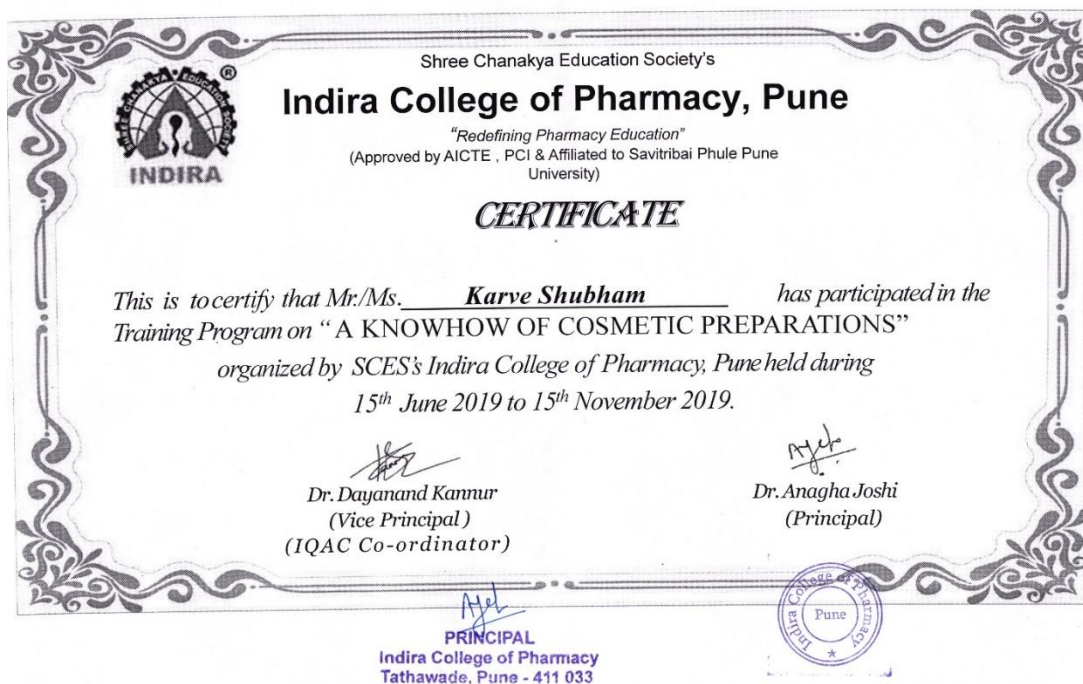 Shree Chanakya Education Society's
Indira College of Pharmacy, Pune
"Redefining Pharmacy Education"
(Approved by AICTE , PCI & Affiliated to Savitribai Phule Pune
University)
SHREE CHANAKYA EDUCATION SOCIETY
®
INDIRA
CERTIFICATE
This is to certify that Mr./Ms. Karve Shubham has participated in the
Training Program on "A KNOWHOW OF COSMETIC PREPARATIONS"
organized by SCES's Indira College of Pharmacy, Pune held during
15th June 2019 to 15th November 2019.
Dr. Dayanand Kannur
(Vice Principal)
(IQAC Co-ordinator)
Dr. Anagha Joshi
(Principal)
PRINCIPAL
Indira College of Pharmacy
Tathawade, Pune - 411 033
Indira College of Pharmacy
Pune